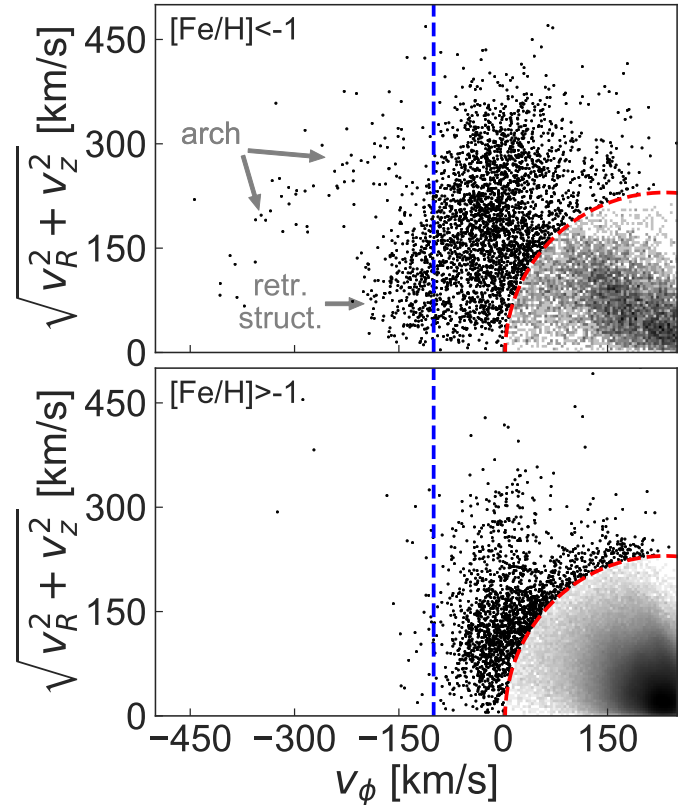 [Fe/H]<-1
450
300
150
0
arch
retr.
struct.
√v_R^2 + v_z^2 [km/s]
[Fe/H]>-1
450
300
150
0
√v_R^2 + v_z^2 [km/s]
−450 −300 −150 0 150
v_ϕ [km/s]